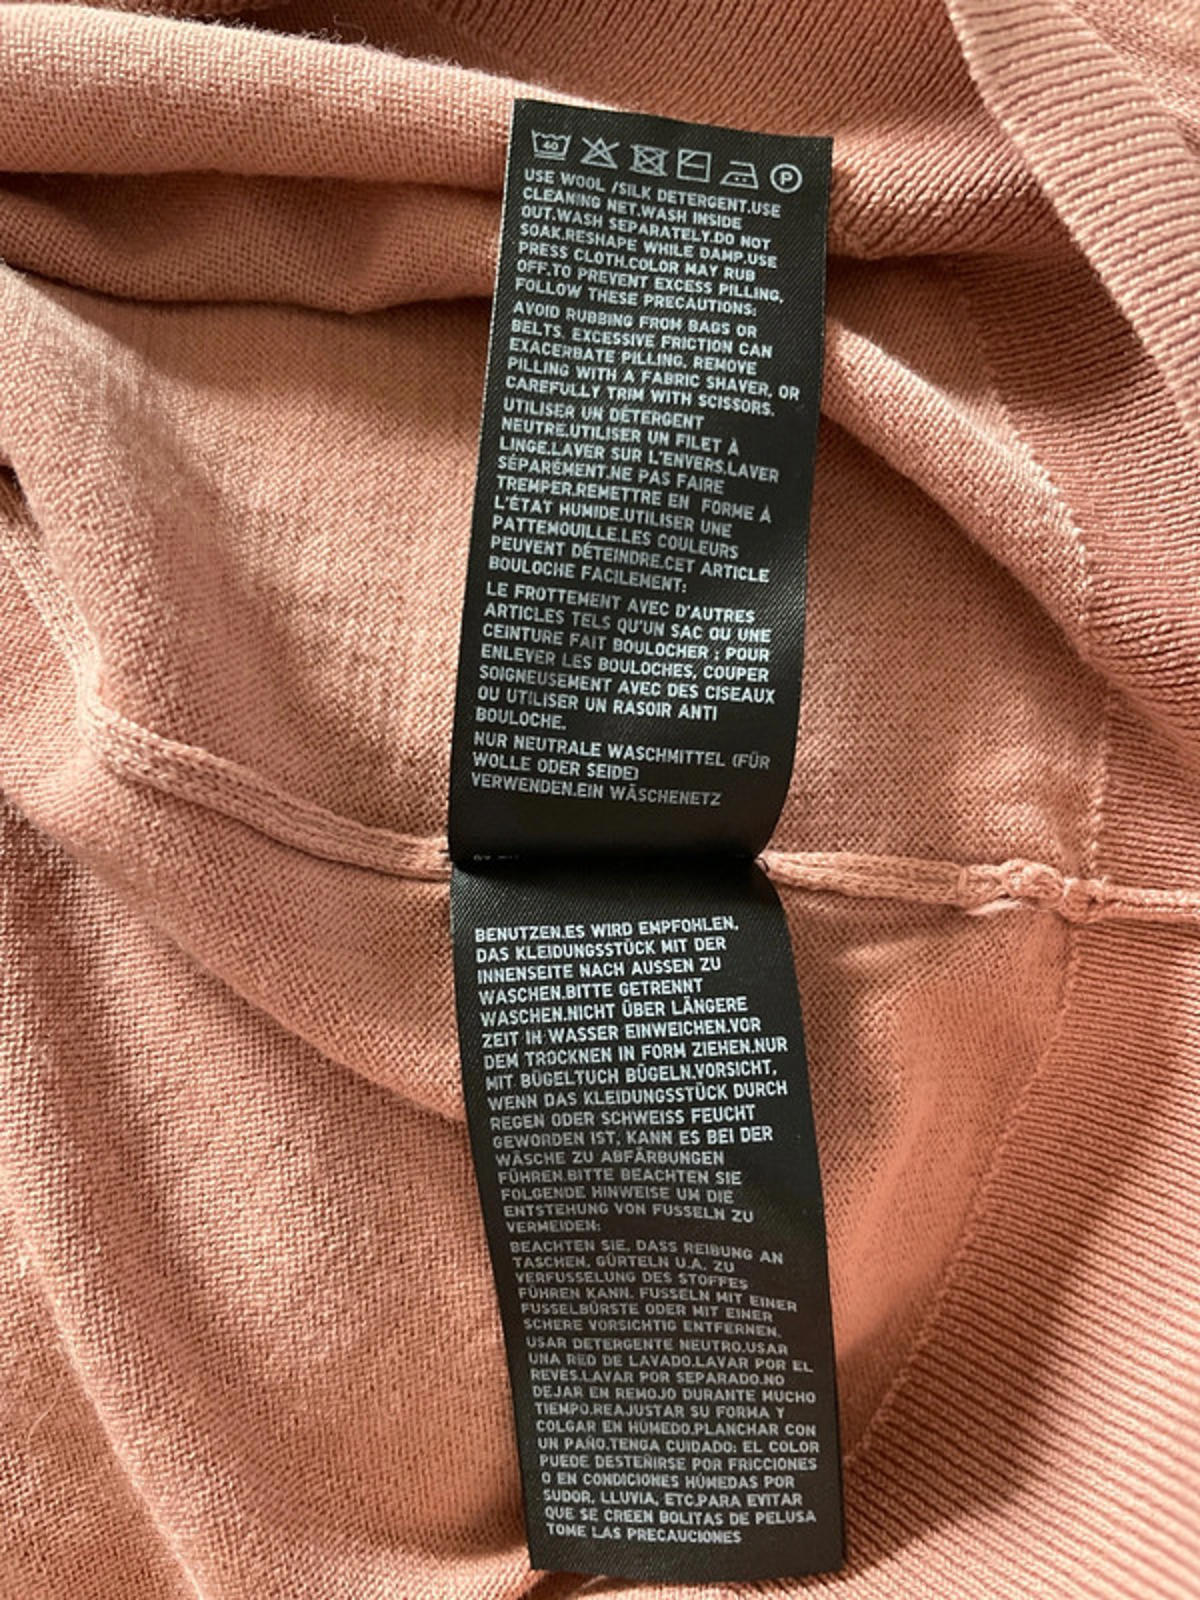 40 P
USE WOOL /SILK DETERGENT.USE
CLEANING NET.WASH INSIDE
OUT.WASH SEPARATELY.DO NOT
SOAK.RESHAPE WHILE DAMP.USE
PRESS CLOTH.COLOR MAY RUB
OFF.TO PREVENT EXCESS PILLING,
FOLLOW THESE PRECAUTIONS:
AVOID RUBBING FROM BAGS OR
BELTS. EXCESSIVE FRICTION CAN
EXACERBATE PILLING. REMOVE
PILLING WITH A FABRIC SHAVER, OR
CAREFULLY TRIM WITH SCISSORS.
UTILISER UN DÉTERGENT
NEUTRE.UTILISER UN FILET À
LINGE.LAVER SUR L'ENVERS.LAVER
SÉPARÉMENT.NE PAS FAIRE
TREMPER.REMETTRE EN FORME À
L'ÉTAT HUMIDE.UTILISER UNE
PATTEMOUILLE.LES COULEURS
PEUVENT DÉTEINDRE.CET ARTICLE
BOULOCHE FACILEMENT:
LE FROTTEMENT AVEC D'AUTRES
ARTICLES TELS QU'UN SAC OU UNE
CEINTURE FAIT BOULOCHER ; POUR
ENLEVER LES BOULOCHES, COUPER
SOIGNEUSEMENT AVEC DES CISEAUX
OU UTILISER UN RASOIR ANTI
BOULOCHE.
NUR NEUTRALE WASCHMITTEL (FÜR
WOLLE ODER SEIDE)
VERWENDEN.EIN WÄSCHENETZ
BENUTZEN.ES WIRD EMPFOHLEN,
DAS KLEIDUNGSSTÜCK MIT DER
INNENSEITE NACH AUSSEN ZU
WASCHEN.BITTE GETRENNT
WASCHEN.NICHT ÜBER LÄNGERE
ZEIT IN WASSER EINWEICHEN.VOR
DEM TROCKNEN IN FORM ZIEHEN.NUR
MIT BÜGELTUCH BÜGELN.VORSICHT,
WENN DAS KLEIDUNGSSTÜCK DURCH
REGEN ODER SCHWEISS FEUCHT
GEWORDEN IST, KANN ES BEI DER
WÄSCHE ZU ABFÄRBUNGEN
FÜHREN.BITTE BEACHTEN SIE
FOLGENDE HINWEISE UM DIE
ENTSTEHUNG VON FUSSELN ZU
VERMEIDEN:
BEACHTEN SIE, DASS REIBUNG AN
TASCHEN, GÜRTELN U.A. ZU
VERFUSSELUNG DES STOFFES
FÜHREN KANN. FUSSELN MIT EINER
FUSSELBÜRSTE ODER MIT EINER
SCHERE VORSICHTIG ENTFERNEN.
USAR DETERGENTE NEUTRO.USAR
UNA RED DE LAVADO.LAVAR POR EL
REVÉS.LAVAR POR SEPARADO.NO
DEJAR EN REMOJO DURANTE MUCHO
TIEMPO.REAJUSTAR SU FORMA Y
COLGAR EN HÚMEDO.PLANCHAR CON
UN PAÑO.TENGA CUIDADO: EL COLOR
PUEDE DESTEÑIRSE POR FRICCIONES
O EN CONDICIONES HÚMEDAS POR
SUDOR, LLUVIA, ETC.PARA EVITAR
QUE SE CREEN BOLITAS DE PELUSA
TOME LAS PRECAUCIONES